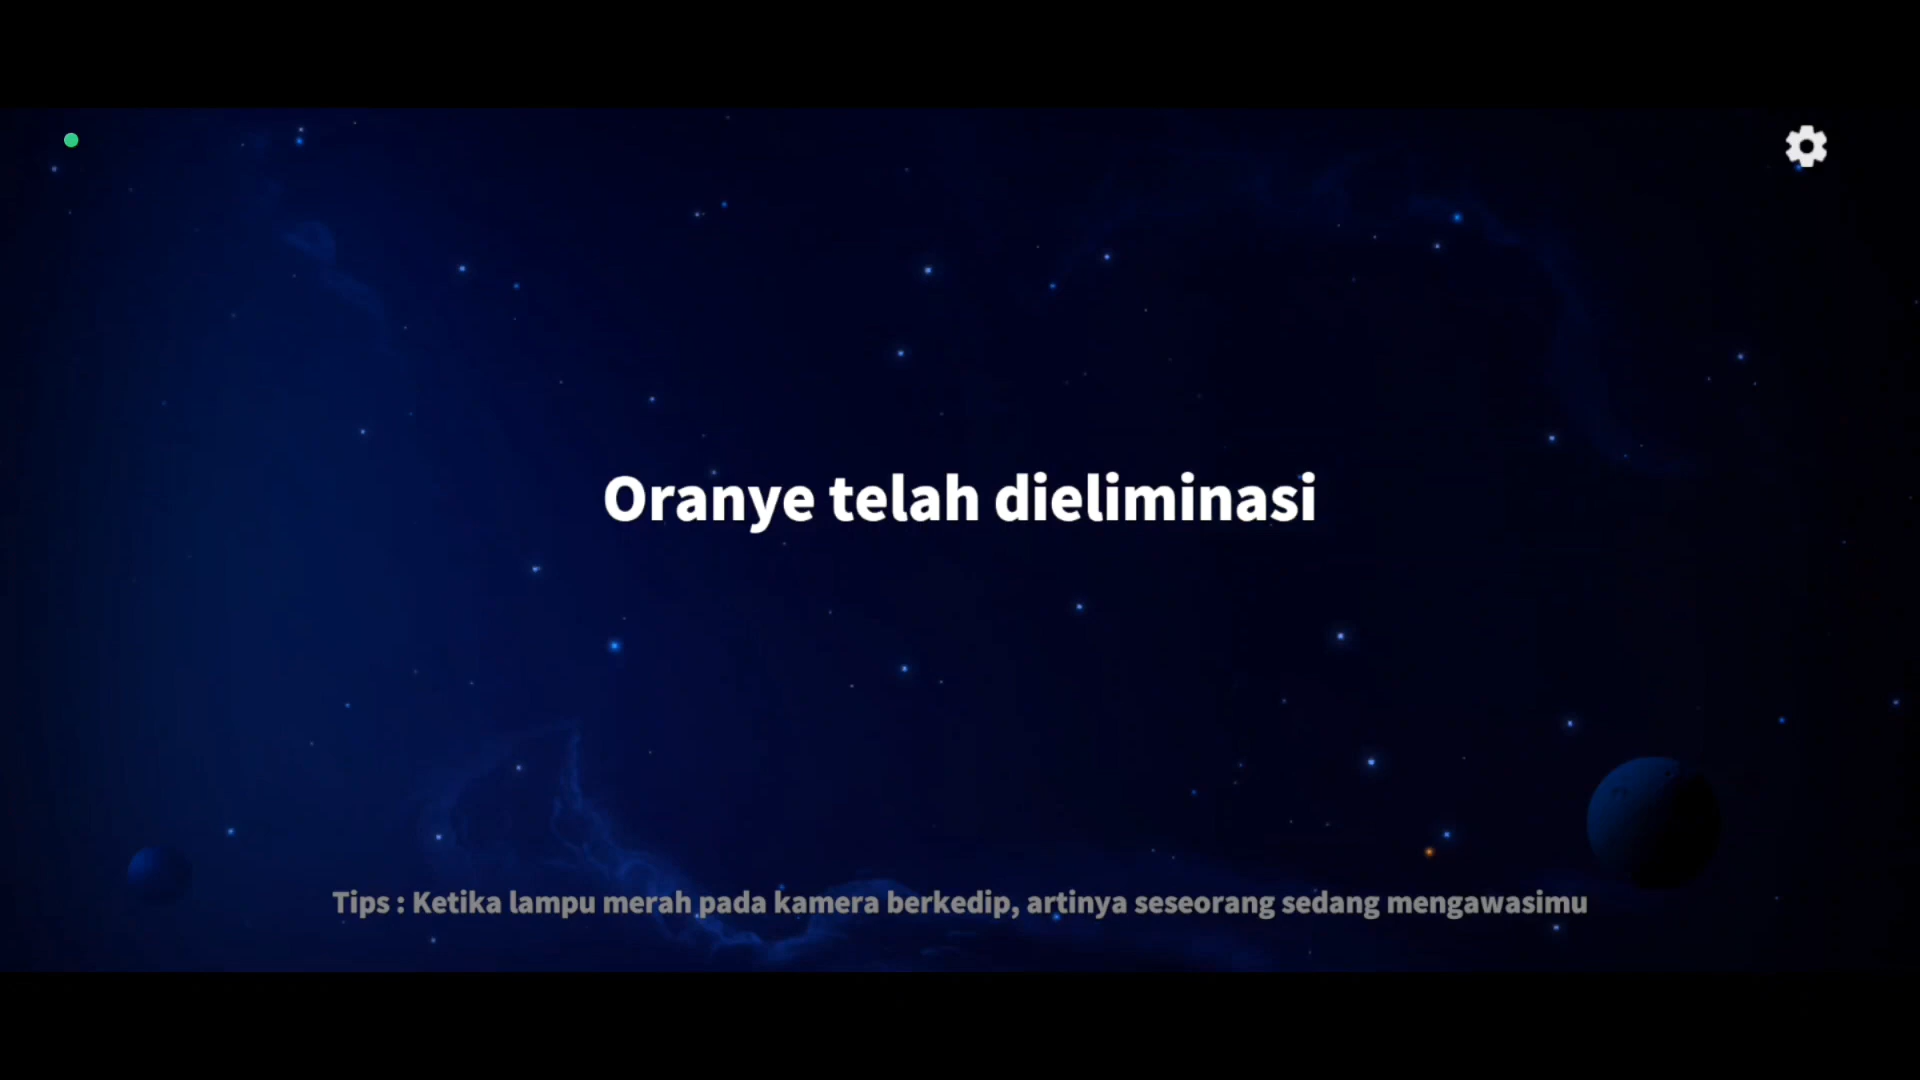 Oranye telah dieliminasi
Tips : Ketika lampu merah pada kamera berkedip, artinya seseorang sedang mengawasimu